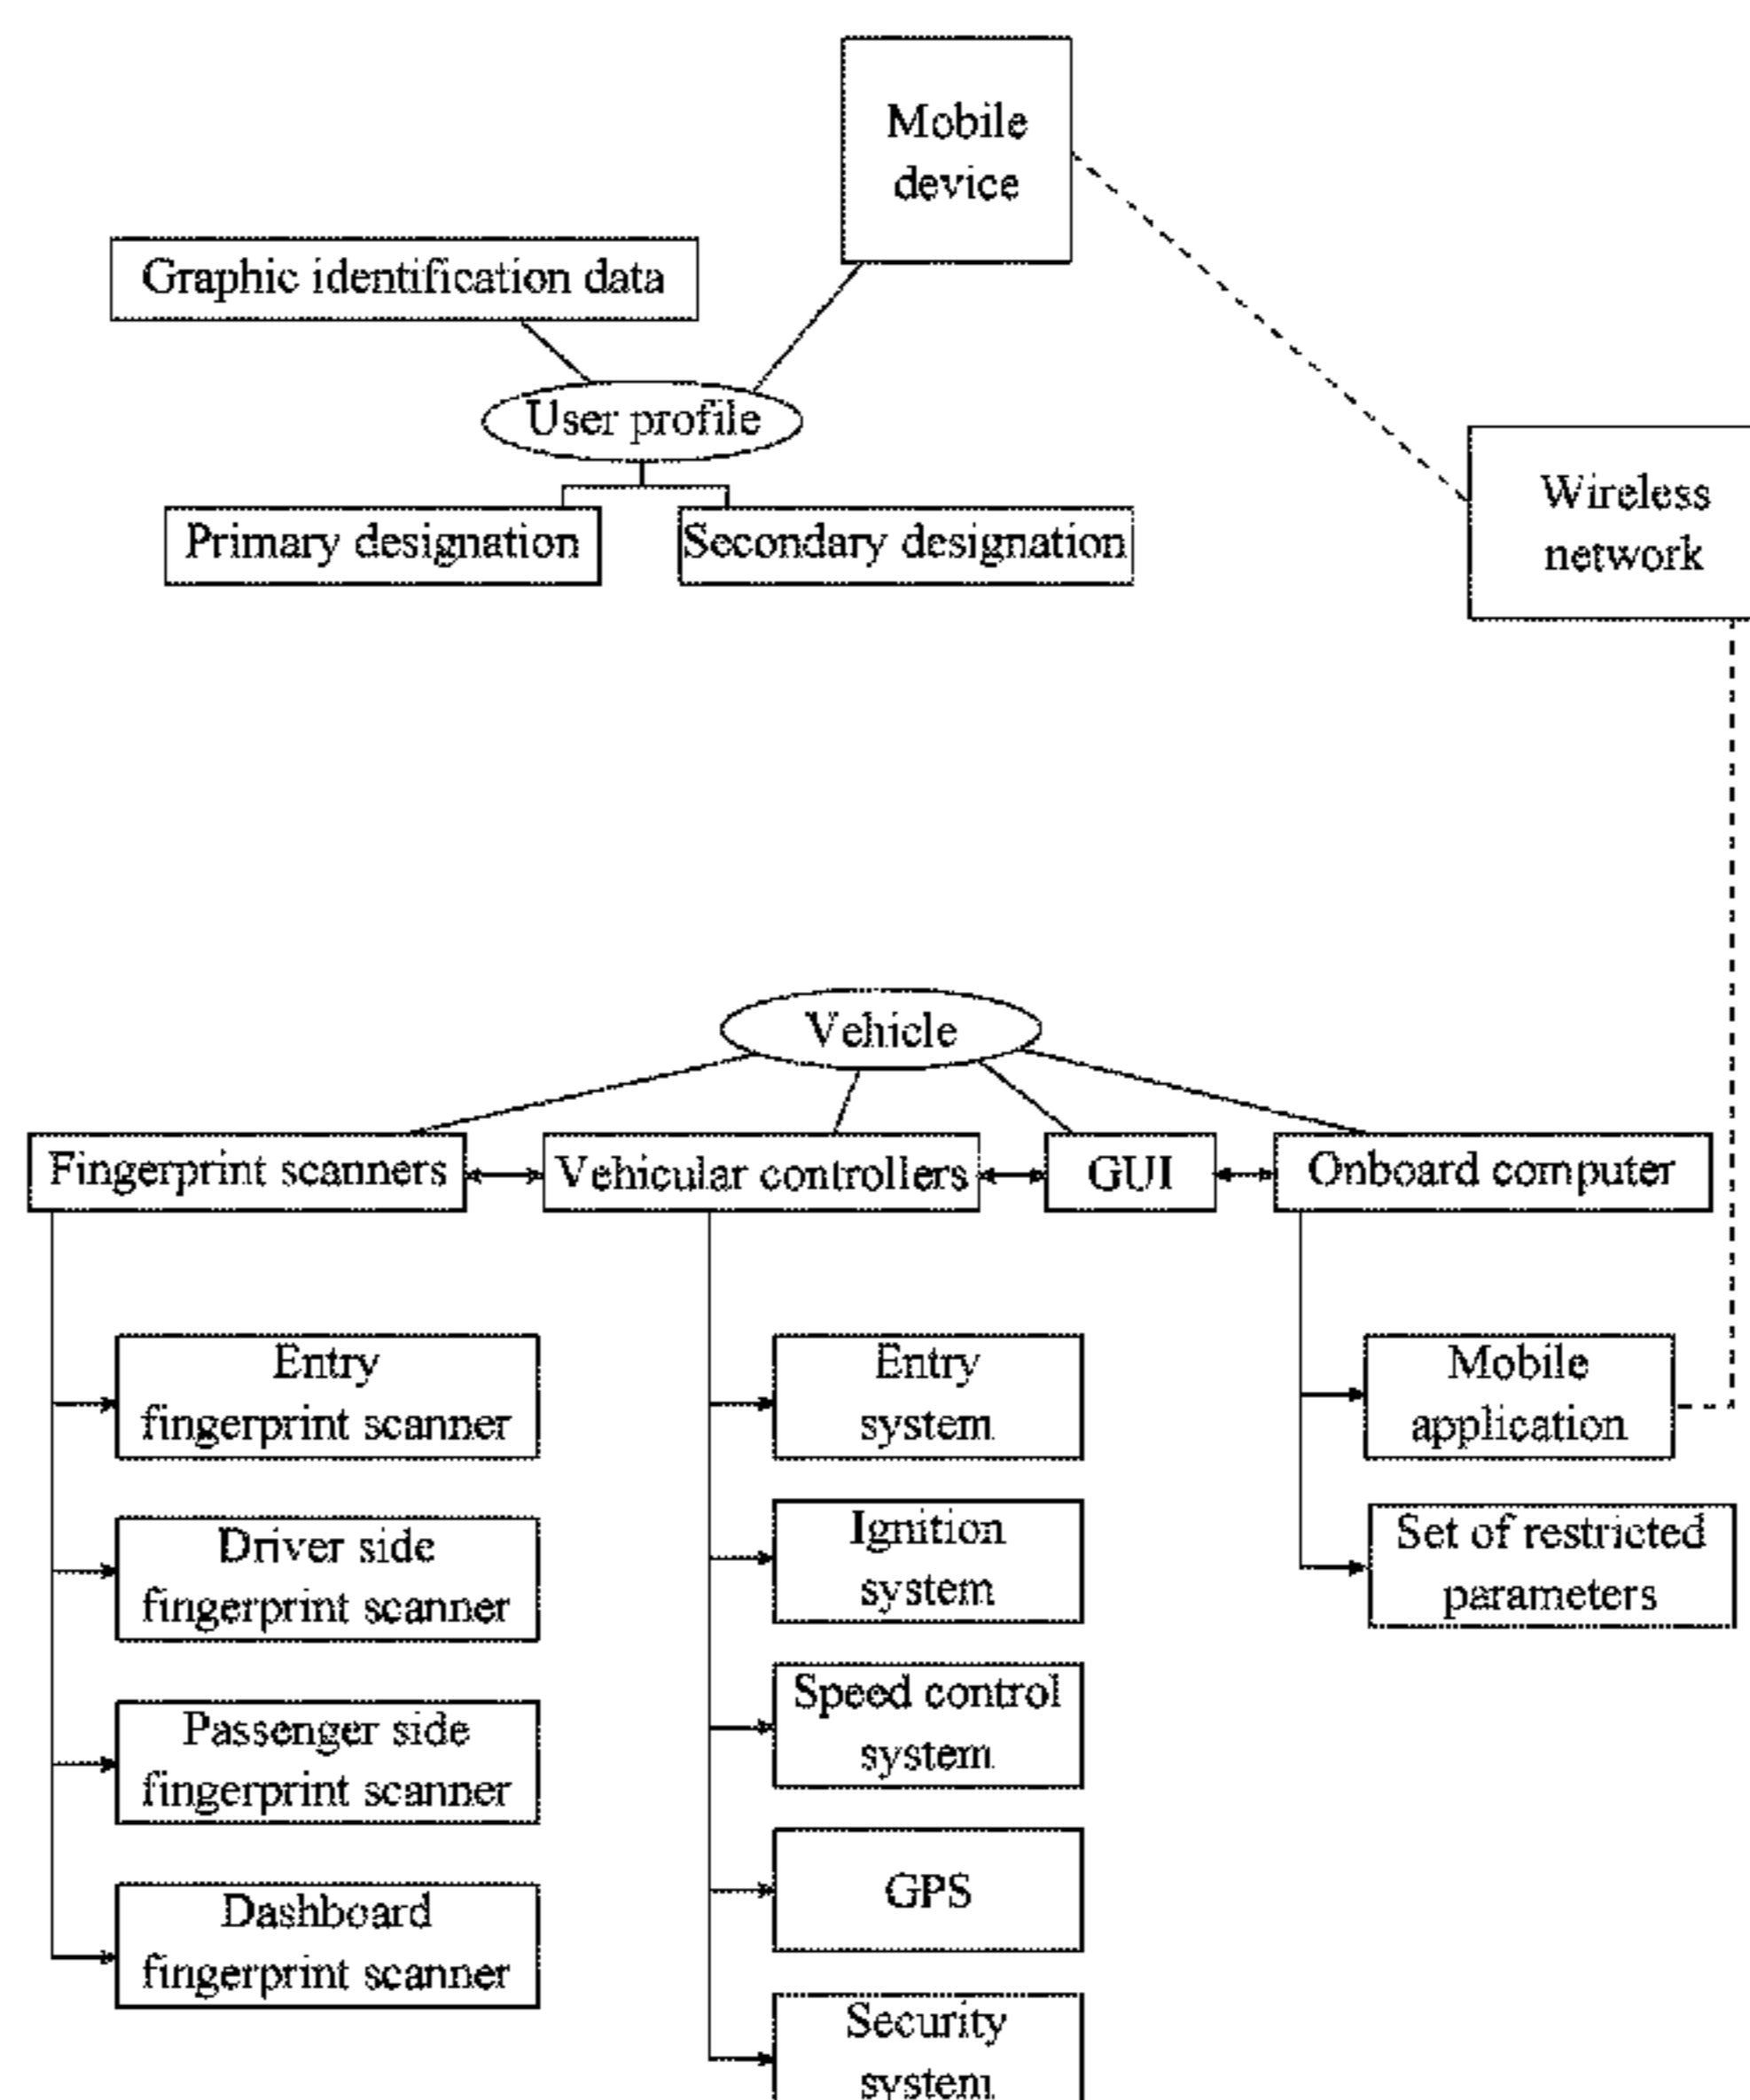 Mobile
device
Graphic identification data
User profile
Primary designation
Secondary designation
Wireless
network
Vehicle
Fingerprint scanners
Vehicular controllers
GUI
Onboard computer
Entry
fingerprint scanner
Driver side
fingerprint scanner
Passenger side
fingerprint scanner
Dashboard
fingerprint scanner
Entry
system
Ignition
system
Speed control
system
GPS
Security
system
Mobile
application
Set of restricted
parameters